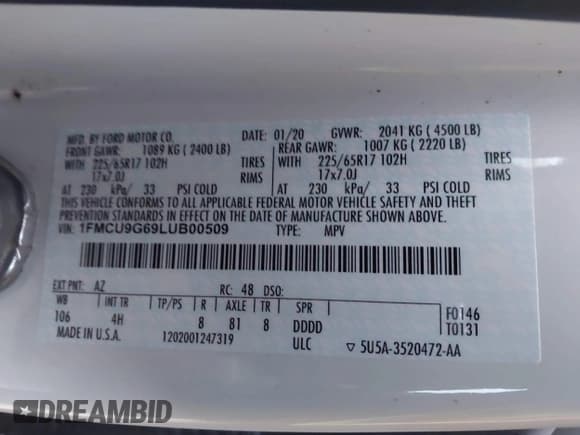 MFD. BY FORD MOTOR CO. DATE: 01/20 GVWR: 2041 KG ( 4500 LB)
FRONT GAWR: 1089 KG ( 2400 LB) REAR GAWR: 1007 KG ( 2220 LB)
WITH 225/65R17 102H TIRES WITH 225/65R17 102H TIRES
17x7.0J RIMS 17x7.0J RIMS
AT 230 kPa/ 33 PSI COLD AT 230 kPa/ 33 PSI COLD
THIS VEHICLE CONFORMS TO ALL APPLICABLE FEDERAL MOTOR VEHICLE SAFETY AND THEFT
PREVENTION STANDARDS IN EFFECT ON THE DATE OF MANUFACTURE SHOWN ABOVE.
VIN: 1FMCU9G69LUB00509 TYPE: MPV
EXT PNT: AZ RC: 48 DSO:
WB INT TR TP/PS R AXLE TR SPR F0146
106 4H 8 81 8 DDDD T0131
MADE IN U.S.A. 1202001247319 ULC ▽ 5U5A-3520472-AA
DREAMBID